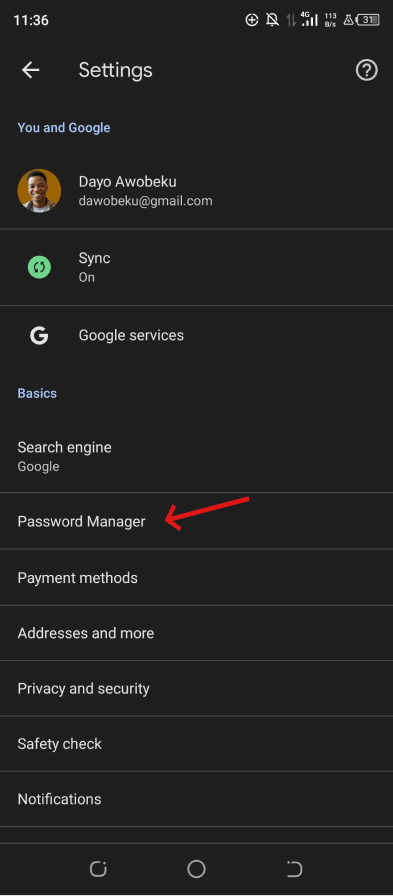 11:36
4G
113
B/s
31
Settings
You and Google
Dayo Awobeku
dawobeku@gmail.com
Sync
On
G Google services
Basics
Search engine
Google
Password Manager
Payment methods
Addresses and more
Privacy and security
Safety check
Notifications